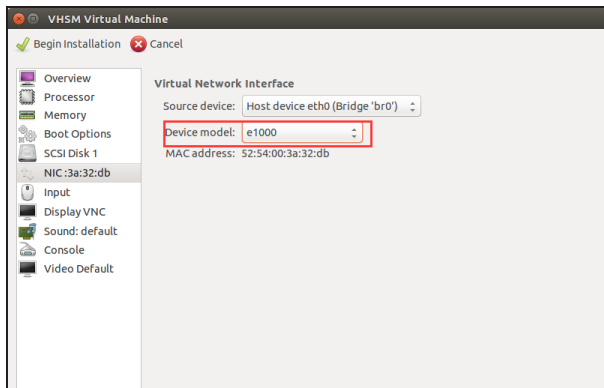 VHSM Virtual Machine
Begin Installation Cancel
Overview
Processor
Memory
Boot Options
SCSI Disk 1
NIC :3a:32:db
Input
Display VNC
Sound: default
Console
Video Default
Virtual Network Interface
Source device: Host device eth0 (Bridge 'br0')
Device model: e1000
MAC address: 52:54:00:3a:32:db